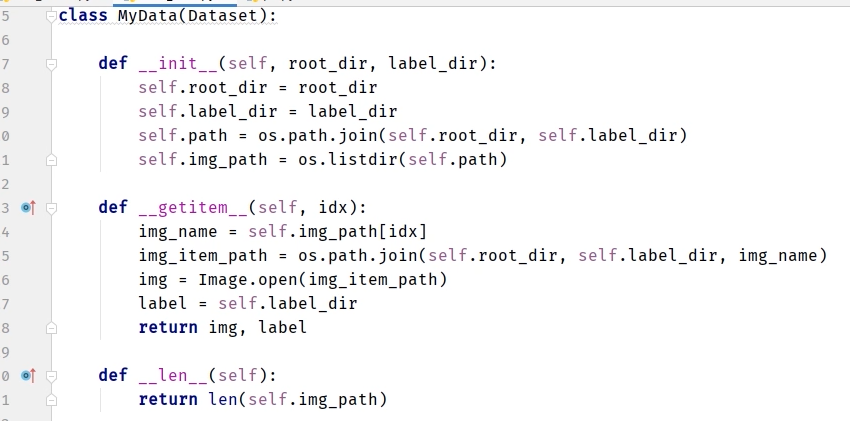 5 class MyData(Dataset):
6
7 def __init__(self, root_dir, label_dir):
8 self.root_dir = root_dir
9 self.label_dir = label_dir
0 self.path = os.path.join(self.root_dir, self.label_dir)
1 self.img_path = os.listdir(self.path)
2
3 def __getitem__(self, idx):
4 img_name = self.img_path[idx]
5 img_item_path = os.path.join(self.root_dir, self.label_dir, img_name)
6 img = Image.open(img_item_path)
7 label = self.label_dir
8 return img, label
9
0 def __len__(self):
1 return len(self.img_path)